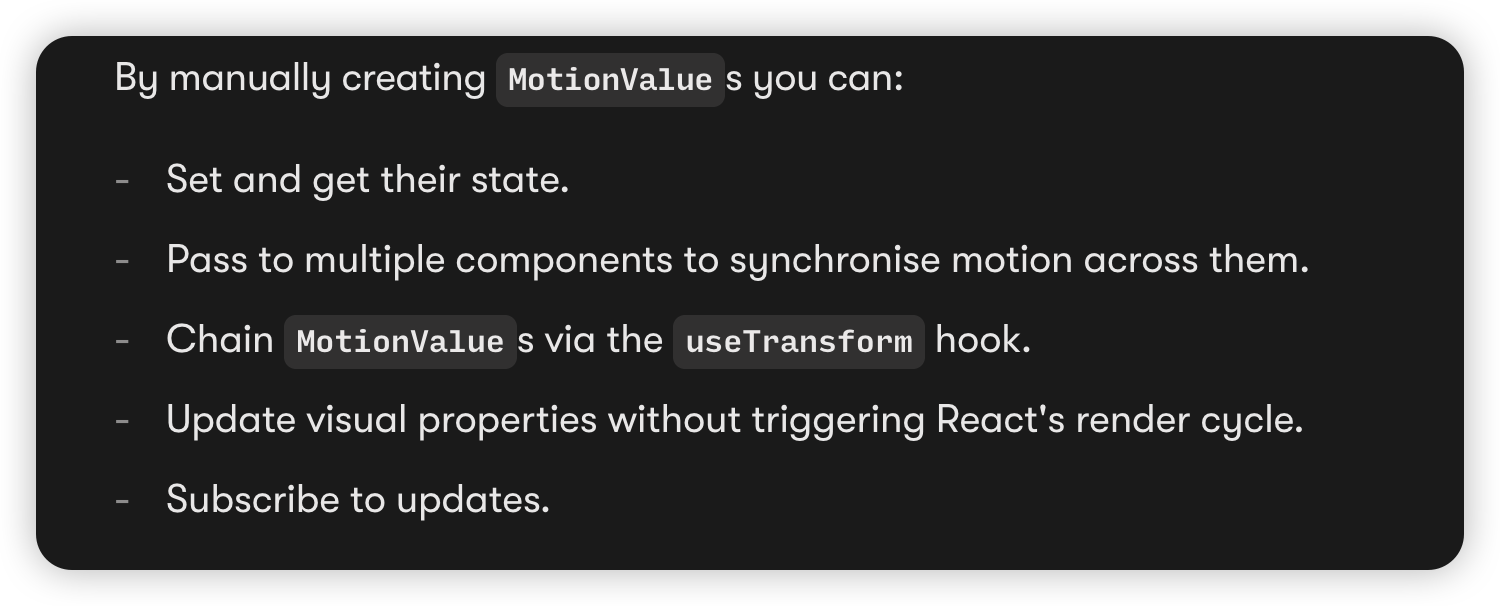 By manually creating MotionValues you can:
- Set and get their state.
- Pass to multiple components to synchronise motion across them.
- Chain MotionValues via the useTransform hook.
- Update visual properties without triggering React's render cycle.
- Subscribe to updates.